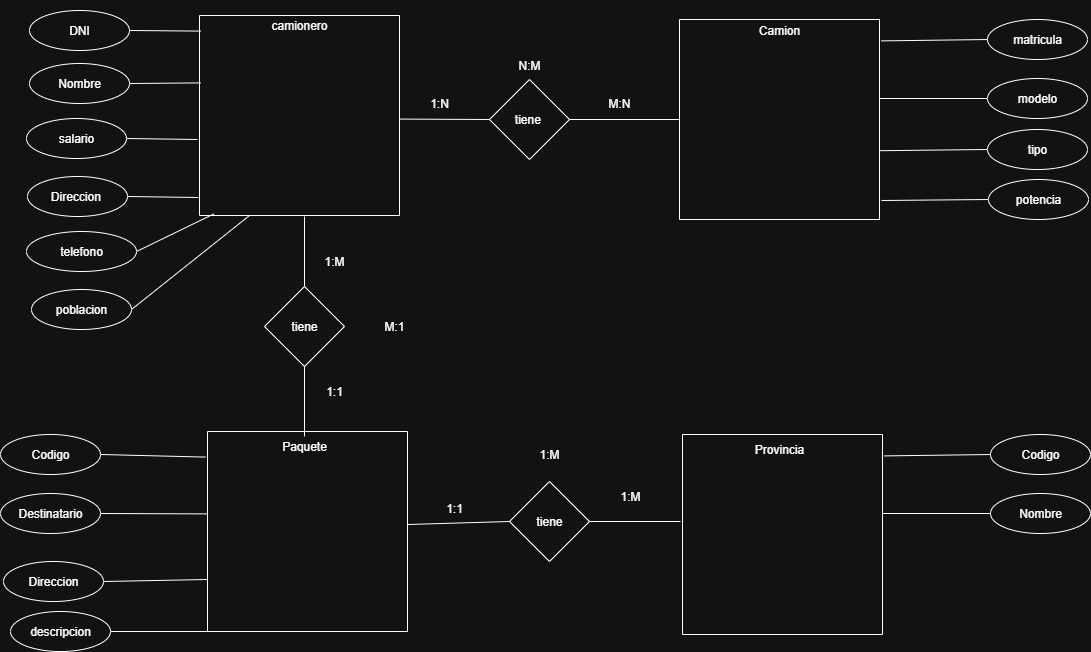 DNI
camionero
Camion
matricula
Nombre
N:M
modelo
1:N
M:N
tiene
salario
tipo
Direccion
potencia
telefono
1:M
poblacion
tiene
M:1
1:1
Paquete
Provincia
Codigo
1:M
Codigo
1:1
1:M
Destinatario
tiene
Nombre
Direccion
descripcion